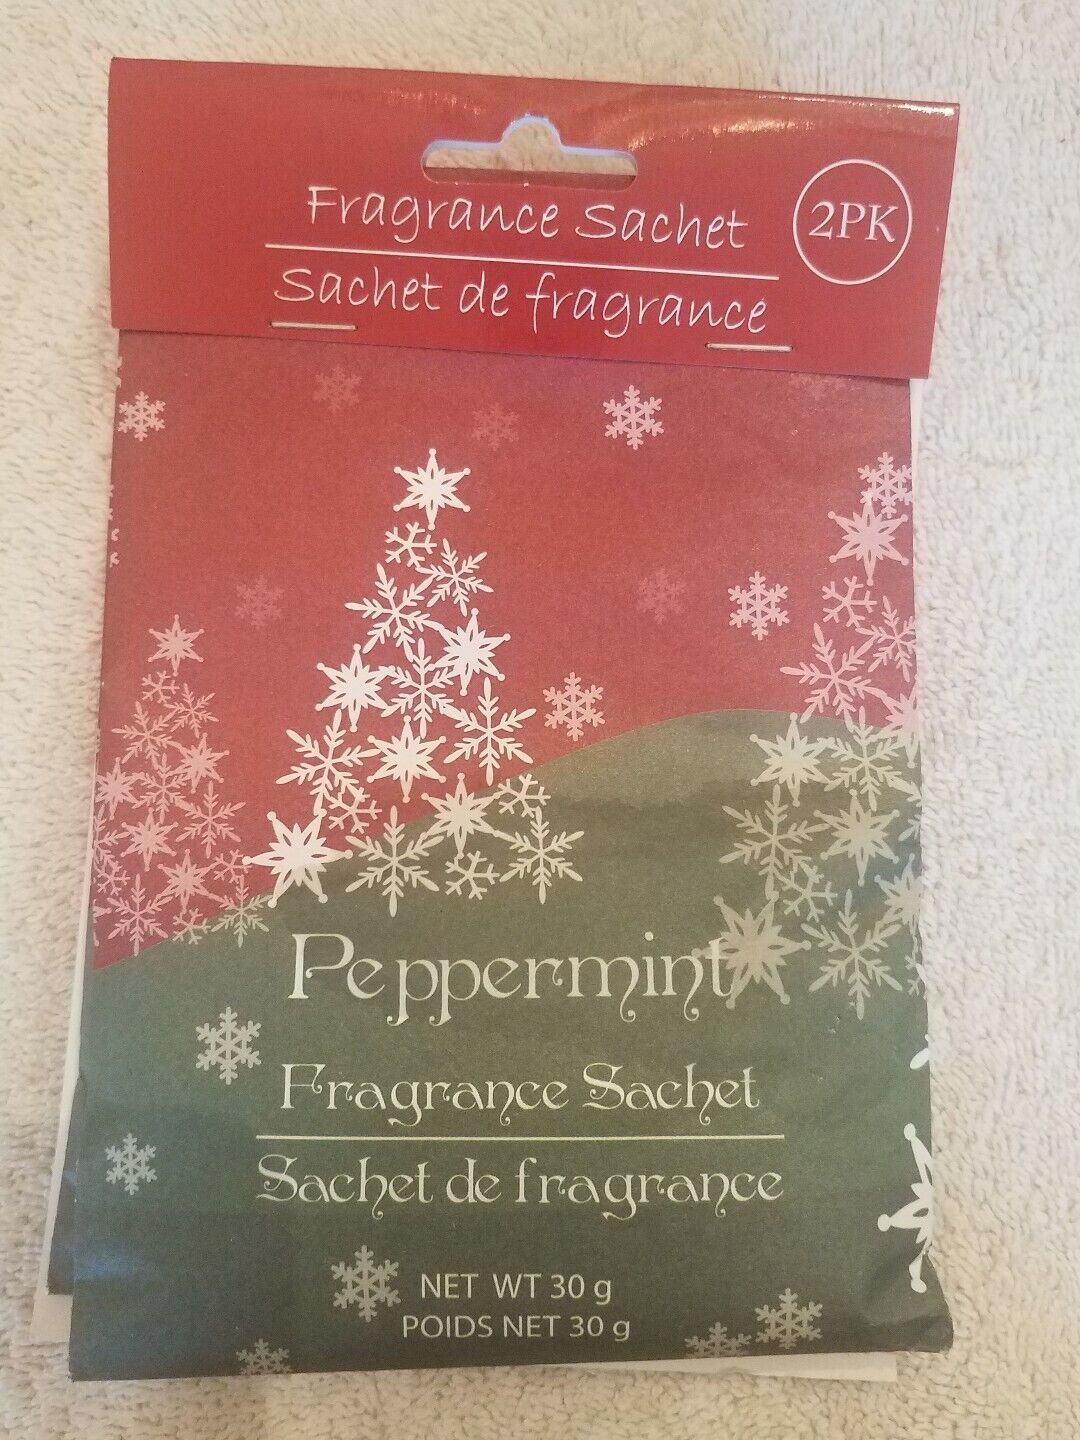 Fragrance Sachet
2PK
Sachet de fragrance
Peppermint
Fragrance Sachet
Sachet de fragrance
NET WT 30 g
POIDS NET 30 g